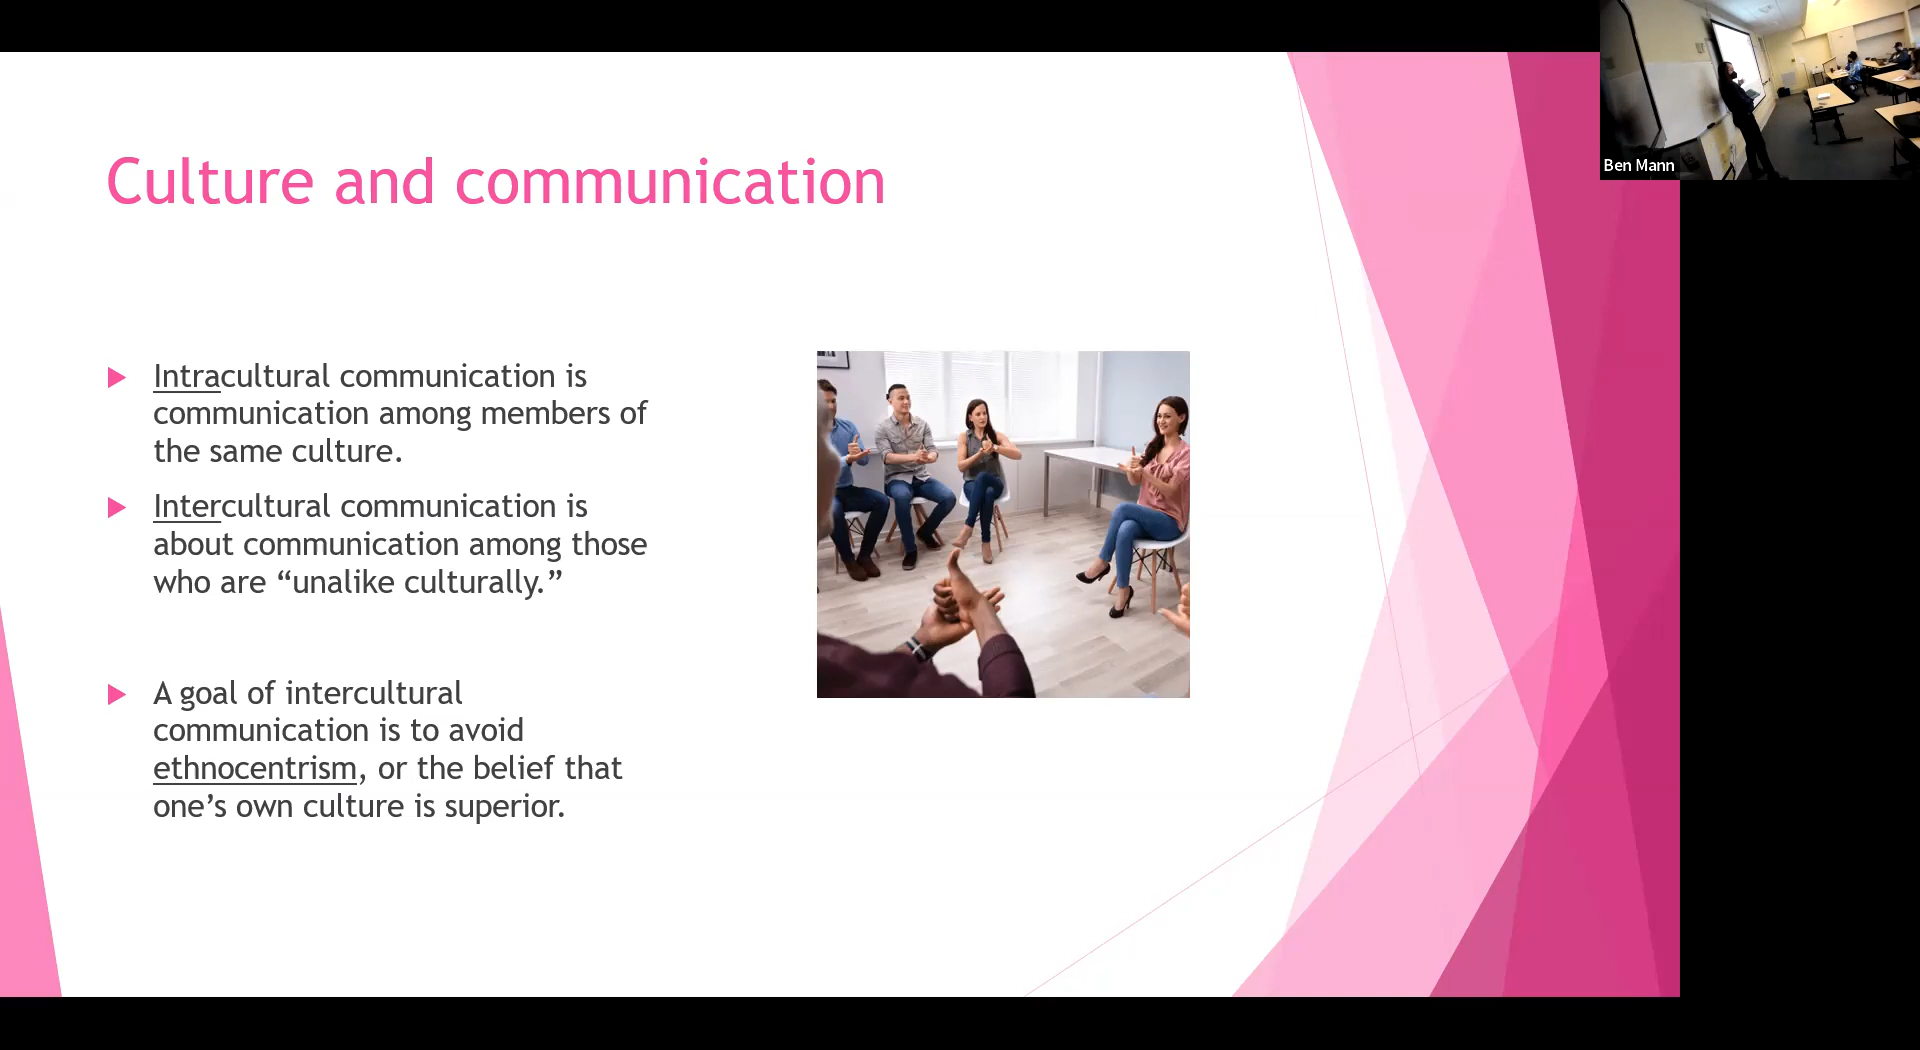 Culture and communication
Intracultural communication is
communication among members of
the same culture.
Intercultural communication is
about communication among those
who are “unalike culturally.”
A goal of intercultural
communication is to avoid
ethnocentrism, or the belief that
one’s own culture is superior.
Ben Mann